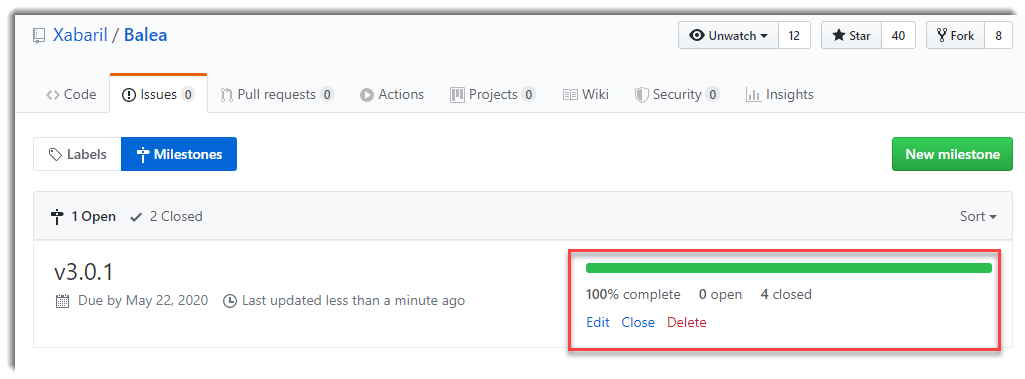 Xabaril / Balea
Unwatch 12 Star 40 Fork 8
Code Issues 0 Pull requests 0 Actions Projects 0 Wiki Security 0 Insights
Labels Milestones New milestone
1 Open 2 Closed Sort
v3.0.1
Due by May 22, 2020 Last updated less than a minute ago
100% complete 0 open 4 closed
Edit Close Delete